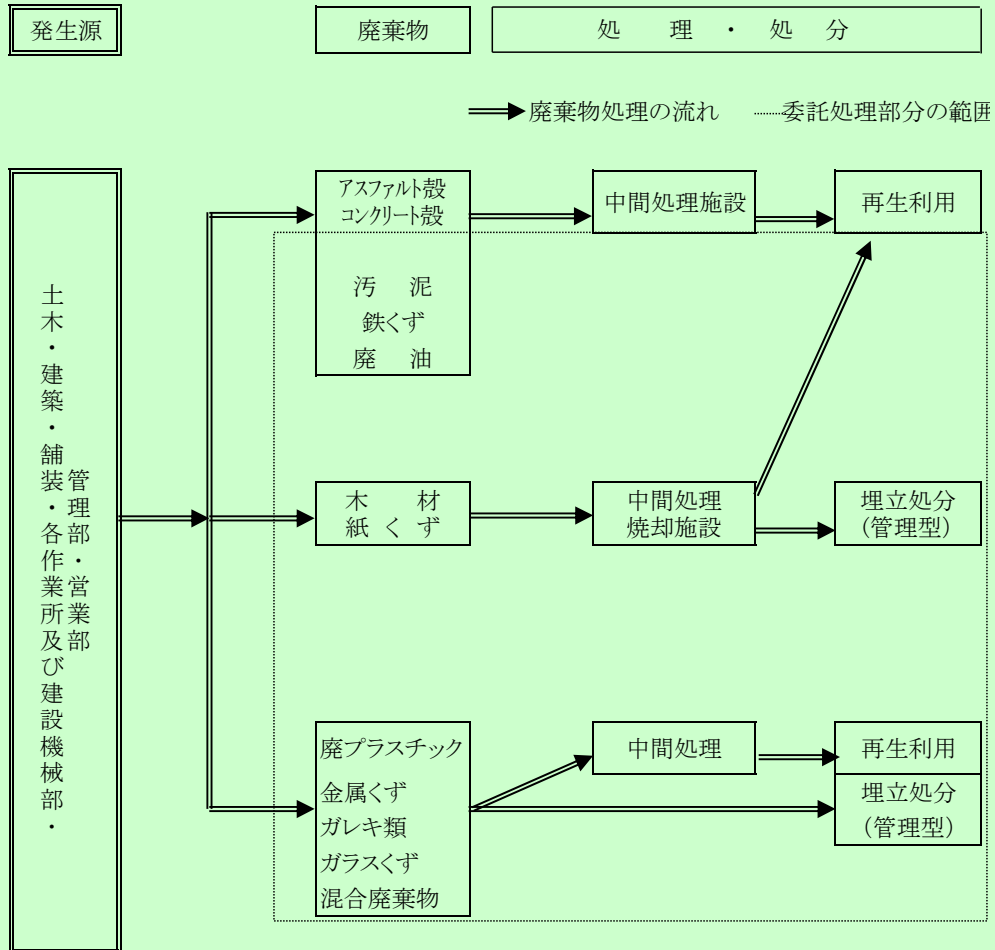 発生源
廃棄物
処理・処分
廃棄物処理の流れ
委託処理部分の範囲
土木・建築・舗装・各作業所及び建設機械部・
管理部・営業部
アスファルト殻
コンクリート殻
汚泥
鉄くず
廃油
中間処理施設
再生利用
木材
紙くず
中間処理
焼却施設
埋立処分
（管理型）
廃プラスチック
金属くず
ガレキ類
ガラスくず
混合廃棄物
中間処理
再生利用
埋立処分
（管理型）